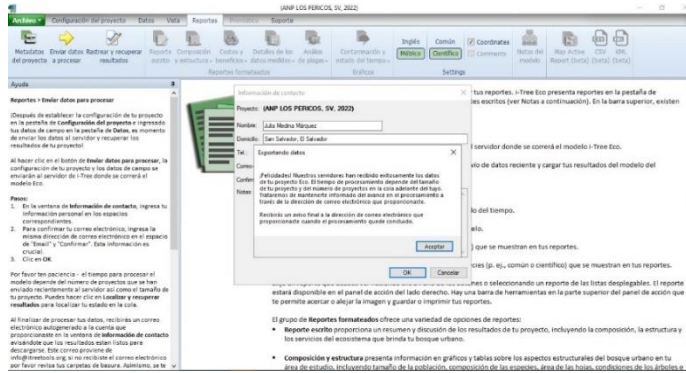 (ANP LOS PERICOS, SV, 2022)
Archivo Configuración del proyecto Datos Vista Reportes Pronóstico Soporte
Metadatos del proyecto
Enviar datos a procesar
Rastrear y recuperar resultados
Reporte escrito
Composición y estructura
Costos y beneficios
Detalles de los datos medidos
Análisis de plagas
Contaminación y estado del tiempo
Inglés
Métrico
Común
Científico
Coordinates
Comments
Notas del modelo
Map Active Report (beta)
CSV (beta)
KML (beta)
Reportes formateados
Gráficos
Settings
Ayuda
Reportes > Enviar datos para procesar
¡Después de establecer la configuración de tu proyecto
en la pestaña de Configuración del proyecto e ingresado
tus datos de campo en la pestaña de Datos, es momento
de enviar los datos al servidor y recuperar los
resultados de tu proyecto!
Al hacer clic en el botón de Enviar datos para procesar, la
configuración de tu proyecto y los datos de campo se
enviarán al servidor de i-Tree donde se correrá el
modelo Eco.
Pasos:
1. En la ventana de Información de contacto, ingresa tu
información personal en los espacios
correspondientes.
2. Para confirmar tu correo electrónico, ingresa la
misma dirección de correo electrónico en el espacio
de "Email" y "Confirmar". Esta información es
crucial.
3. Clic en OK.
Por favor ten paciencia - el tiempo para procesar el
modelo depende del número de proyectos que se han
enviado recientemente al servidor así como el tamaño de
tu proyecto. Puedes hacer clic en Localizar y recuperar
resultados para localizar tu estado en la cola.
Al finalizar de procesar tus datos, recibirás un correo
electrónico autogenerado a la cuenta que
proporcionaste en la ventana de información de contacto
avisándote que los resultados están listos para
descargarse. Este correo proviene de
info@itreetools.org; si no recibiste el correo electrónico
por favor revisa tus carpetas de basura. Asimismo, se te
Información de contacto
Proyecto: (ANP LOS PERICOS, SV, 2022)
Nombre: Julia Medina Márquez
Domicilio: San Salvador, El Salvador
Tel.:
Correo
Confirm
Notas:
Exportando datos
¡Felicidades! Nuestros servidores han recibido exitosamente los datos
de tu proyecto Eco. El tiempo de procesamiento depende del tamaño
de tu proyecto y del número de proyectos en la cola adelante del tuyo.
Trataremos de mantenerte informado del avance en el procesamiento a
través de la dirección de correo electrónico que proporcionaste.
Recibirás un aviso final a la dirección de correo electrónico que
proporcionaste cuando el procesamiento quede concluido.
Aceptar
OK Cancelar
tus reportes. i-Tree Eco presenta reportes en la pestaña de
es escritos (ver Notas a continuación). En la barra superior, existen
l servidor donde se correrá el modelo i-Tree Eco.
vío de datos reciente y cargar tus resultados del modelo del
o del tiempo.
elo.
) que se muestran en tus reportes.
cies (p. ej., común o científico) que se muestran en tus reportes.
ones o seleccionando un reporte de las listas desplegables. El reporte
estará disponible en el panel de acción del lado derecho. Hay una barra de herramientas en la parte superior del panel de acción que
te permite acercar o alejar la imagen y guardar o imprimir tus reportes.
El grupo de Reportes formateados ofrece una variedad de opciones de reportes:
• Reporte escrito proporciona un resumen y discusión de los resultados de tu proyecto, incluyendo la composición, la estructura y
los servicios del ecosistema que brinda tu bosque urbano.
• Composición y estructura presenta información en gráficos y tablas sobre los aspectos estructurales del bosque urbano en tu
área de estudio, incluyendo tamaño de la población, composición de las especies, área de las hojas, condiciones de los árboles e